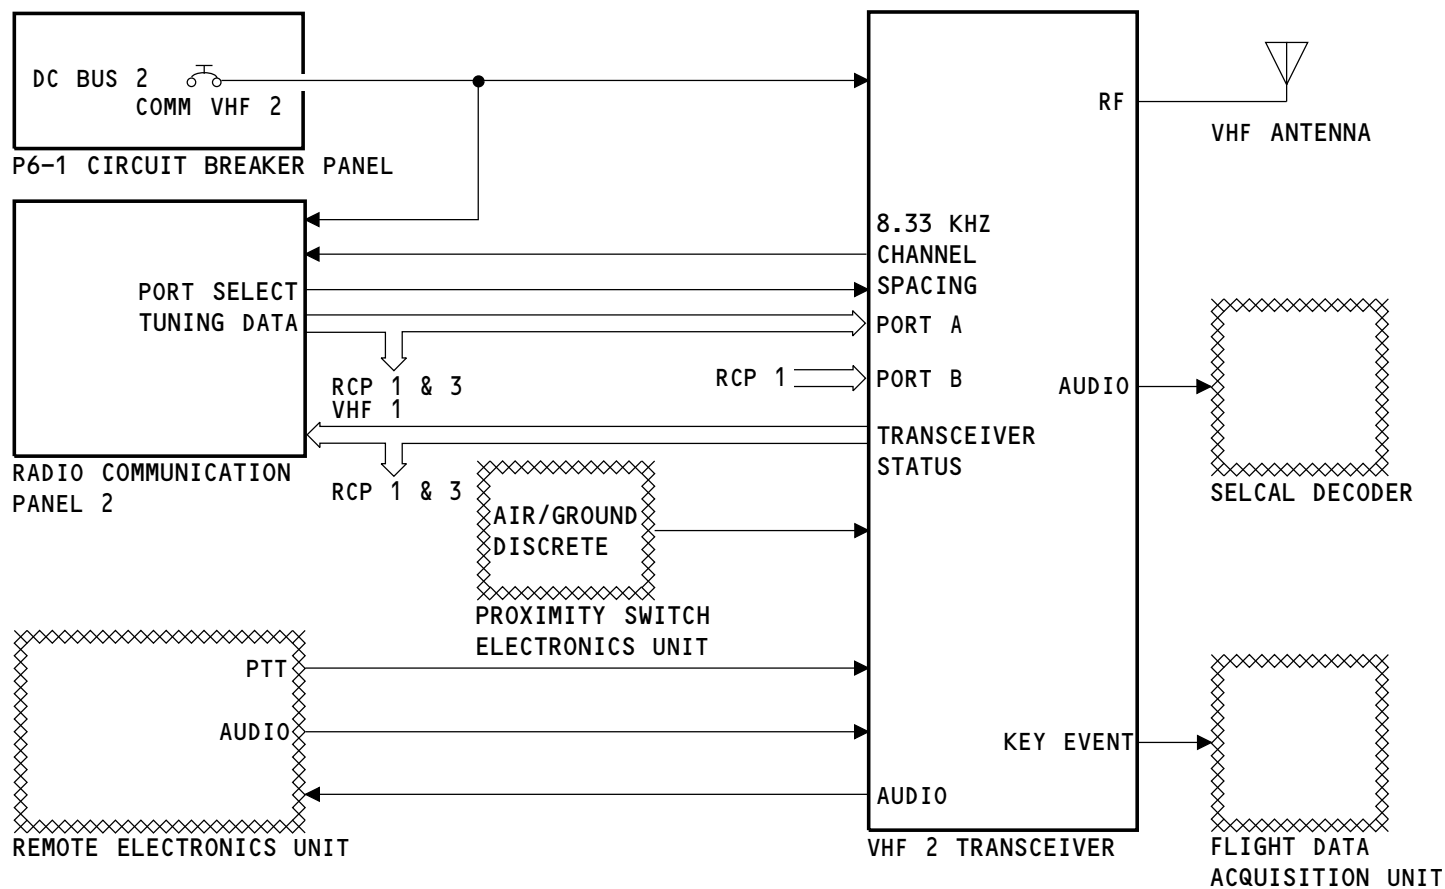 DC BUS 2
COMM VHF 2
P6-1 CIRCUIT BREAKER PANEL
RF
VHF ANTENNA
8.33 KHZ
CHANNEL
SPACING
PORT SELECT
TUNING DATA
PORT A
RCP 1 & 3
VHF 1
RCP 1
PORT B
AUDIO
TRANSCEIVER
STATUS
RADIO COMMUNICATION
PANEL 2
RCP 1 & 3
SELCAL DECODER
AIR/GROUND
DISCRETE
PROXIMITY SWITCH
ELECTRONICS UNIT
PTT
AUDIO
KEY EVENT
AUDIO
REMOTE ELECTRONICS UNIT
VHF 2 TRANSCEIVER
FLIGHT DATA
ACQUISITION UNIT